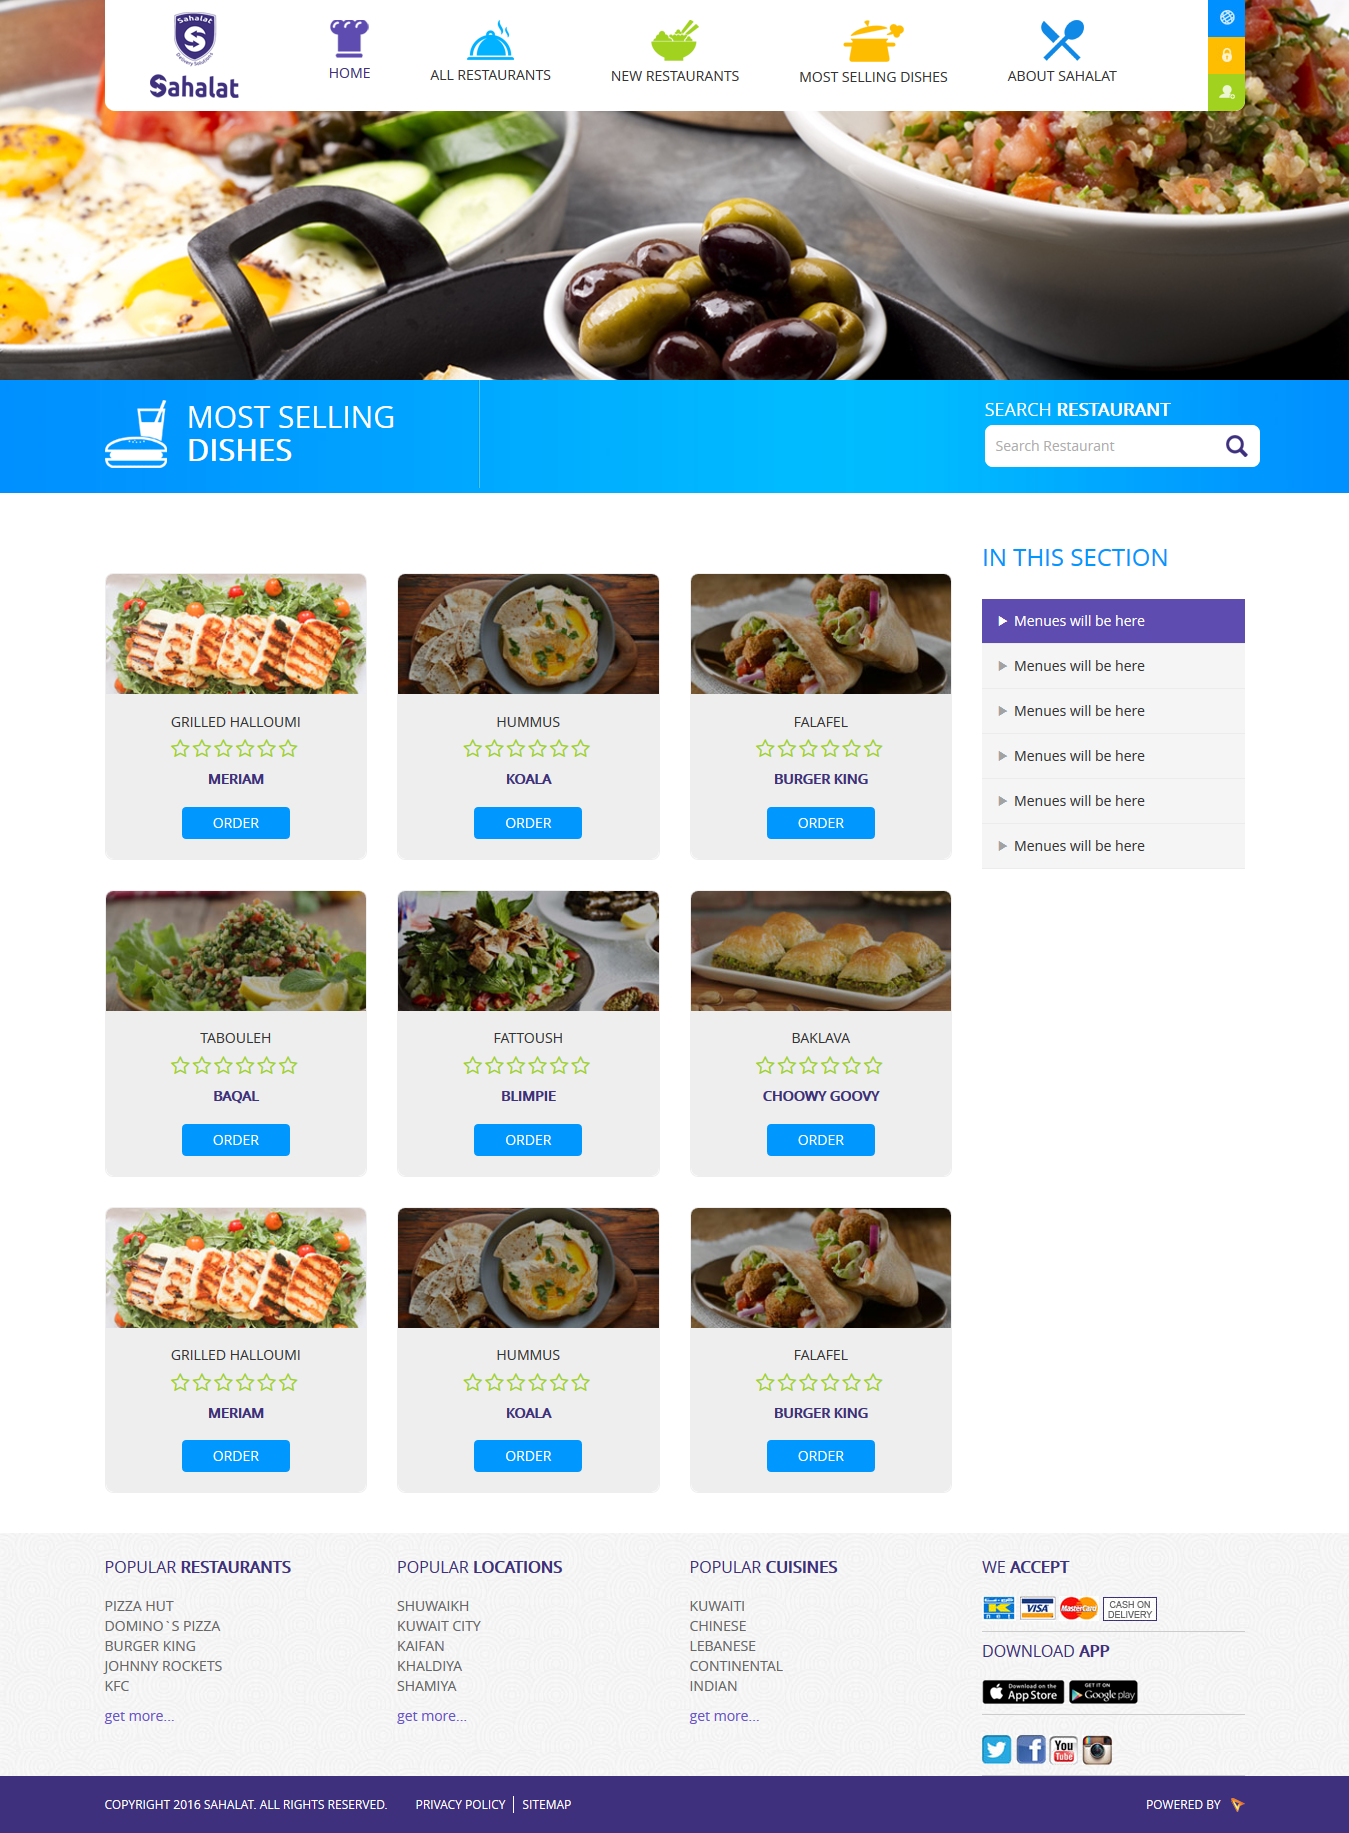 Sahalat
Delivery Solutions
Sahalat
HOME
ALL RESTAURANTS
NEW RESTAURANTS
MOST SELLING DISHES
ABOUT SAHALAT
MOST SELLING
DISHES
SEARCH RESTAURANT
Search Restaurant
IN THIS SECTION
Menues will be here
Menues will be here
Menues will be here
Menues will be here
Menues will be here
Menues will be here
GRILLED HALLOUMI
MERIAM
ORDER
HUMMUS
KOALA
ORDER
FALAFEL
BURGER KING
ORDER
TABOULEH
BAQAL
ORDER
FATTOUSH
BLIMPIE
ORDER
BAKLAVA
CHOOWY GOOVY
ORDER
GRILLED HALLOUMI
MERIAM
ORDER
HUMMUS
KOALA
ORDER
FALAFEL
BURGER KING
ORDER
POPULAR RESTAURANTS
PIZZA HUT
DOMINO`S PIZZA
BURGER KING
JOHNNY ROCKETS
KFC
get more...
POPULAR LOCATIONS
SHUWAIKH
KUWAIT CITY
KAIFAN
KHALDIYA
SHAMIYA
get more...
POPULAR CUISINES
KUWAITI
CHINESE
LEBANESE
CONTINENTAL
INDIAN
get more...
WE ACCEPT
VISA
MasterCard
CASH ON
DELIVERY
DOWNLOAD APP
Download on the
App Store
GET IT ON
Google play
You
Tube
COPYRIGHT 2016 SAHALAT. ALL RIGHTS RESERVED.
PRIVACY POLICY
SITEMAP
POWERED BY